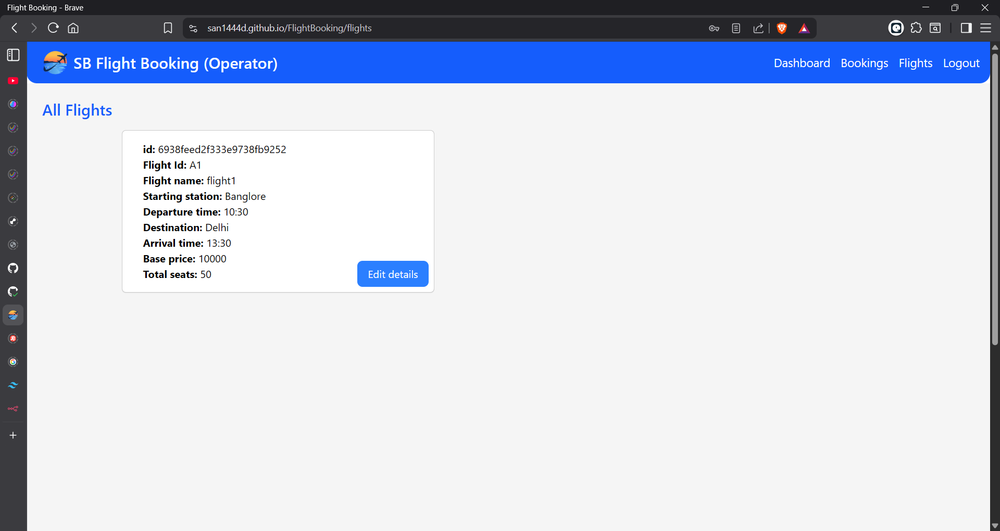 Flight Booking - Brave
san1444d.github.io/FlightBooking/flights
SB Flight Booking (Operator)
Dashboard
Bookings
Flights
Logout
All Flights
id: 6938feed2f333e9738fb9252
Flight Id: A1
Flight name: flight1
Starting station: Banglore
Departure time: 10:30
Destination: Delhi
Arrival time: 13:30
Base price: 10000
Total seats: 50
Edit details